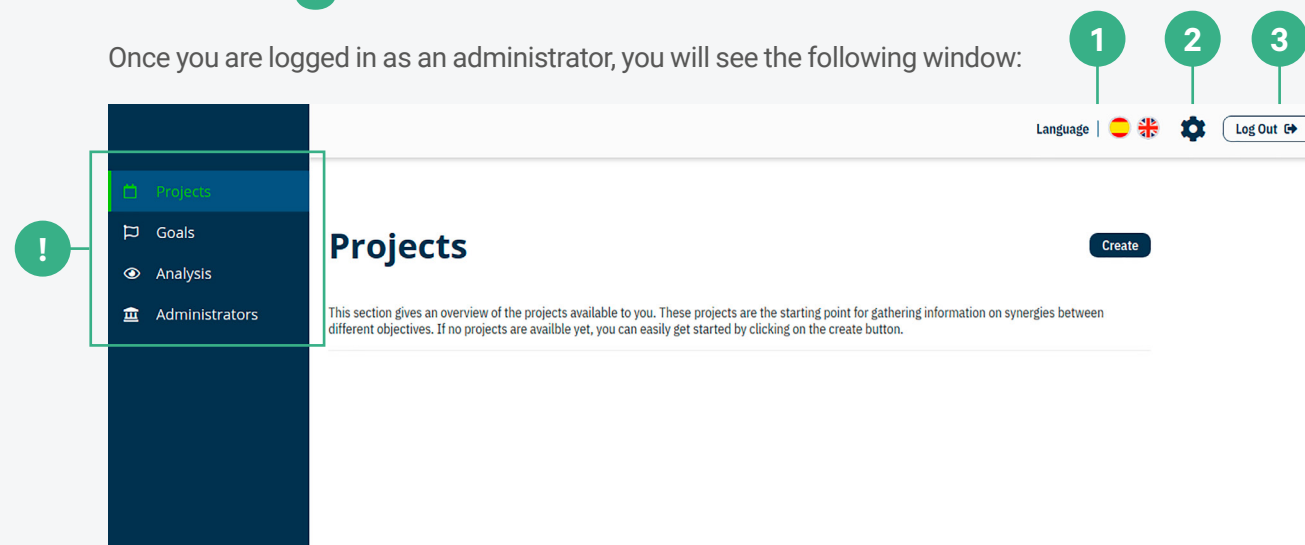 Once you are logged in as an administrator, you will see the following window:
1
2
3
Language |
Log Out
!
Projects
Goals
Analysis
Administrators
Projects
Create
This section gives an overview of the projects available to you. These projects are the starting point for gathering information on synergies between
different objectives. If no projects are availble yet, you can easily get started by clicking on the create button.